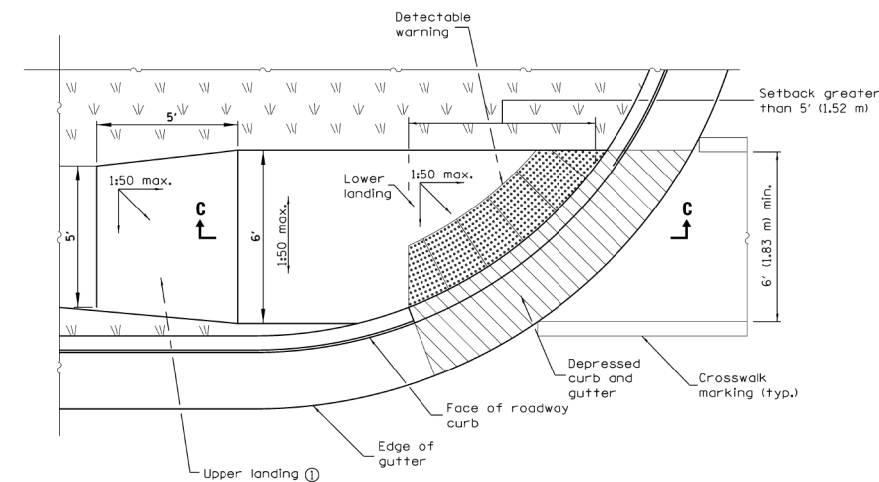 Detectable
warning
Setback greater
than 5' (1.52 m)
5'
1:50 max.
Lower
landing
1:50 max.
1:50 max.
C
C
5'
6'
6' (1.83 m) min.
Depressed
curb and
gutter
Crosswalk
marking (typ.)
Face of roadway
curb
Edge of
gutter
Upper landing ①